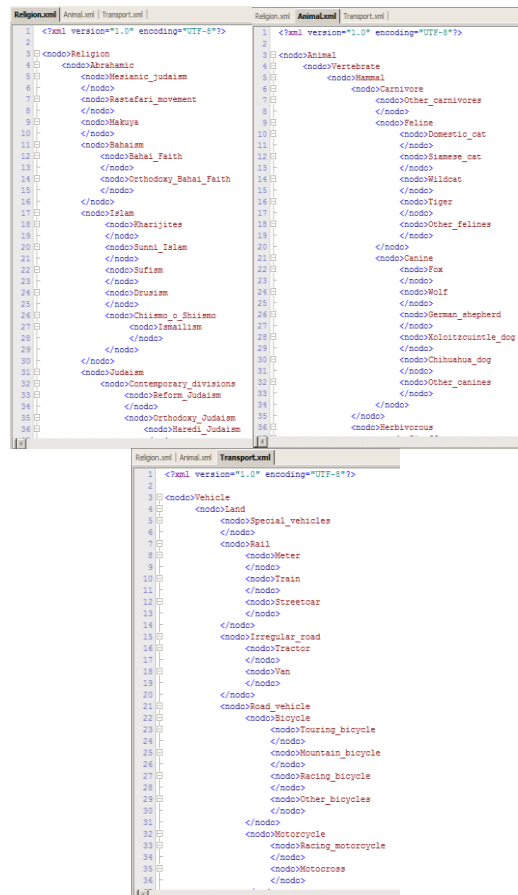 Religion.xml | Animal.xml | Transport.xml |
1 <?xml version="1.0" encoding="UTF-8"?>
2
3 <nodo>Religion
4 <nodo>Abrahamic
5 <nodo>Mesianic_judaism
6 </nodo>
7 <nodo>Rastafari_movement
8 </nodo>
9 <nodo>Makuya
10 </nodo>
11 <nodo>Bahaism
12 <nodo>Bahai_Faith
13 </nodo>
14 <nodo>Orthodoxy_Bahai_Faith
15 </nodo>
16 </nodo>
17 <nodo>Islam
18 <nodo>Kharijites
19 </nodo>
20 <nodo>Sunni_Islam
21 </nodo>
22 <nodo>Sufism
23 </nodo>
24 <nodo>Drusism
25 </nodo>
26 <nodo>Chiismo_o_Shiismo
27 <nodo>Ismailism
28 </nodo>
29 </nodo>
30 </nodo>
31 <nodo>Judaism
32 <nodo>Contemporary_divisions
33 <nodo>Reform_Judaism
34 </nodo>
35 <nodo>Orthodoxy_Judaism
36 <nodo>Haredi_Judaism
Religion.xml | Animal.xml | Transport.xml |
1 <?xml version="1.0" encoding="UTF-8"?>
2
3 <nodo>Animal
4 <nodo>Vertebrate
5 <nodo>Mammal
6 <nodo>Carnivore
7 <nodo>Other_carnivores
8 </nodo>
9 <nodo>Feline
10 <nodo>Domestic_cat
11 </nodo>
12 <nodo>Siamese_cat
13 </nodo>
14 <nodo>Wildcat
15 </nodo>
16 <nodo>Tiger
17 </nodo>
18 <nodo>Other_felines
19 </nodo>
20 </nodo>
21 <nodo>Canine
22 <nodo>Fox
23 </nodo>
24 <nodo>Wolf
25 </nodo>
26 <nodo>German_shepherd
27 </nodo>
28 <nodo>Xoloitzcuintle_dog
29 </nodo>
30 <nodo>Chihuahua_dog
31 </nodo>
32 <nodo>Other_canines
33 </nodo>
34 </nodo>
35 </nodo>
36 <nodo>Herbivorous
Religion.xml | Animal.xml | Transport.xml
1 <?xml version="1.0" encoding="UTF-8"?>
2
3 <nodo>Vehicle
4 <nodo>Land
5 <nodo>Special_vehicles
6 </nodo>
7 <nodo>Rail
8 <nodo>Meter
9 </nodo>
10 <nodo>Train
11 </nodo>
12 <nodo>Streetcar
13 </nodo>
14 </nodo>
15 <nodo>Irregular_road
16 <nodo>Tractor
17 </nodo>
18 <nodo>Van
19 </nodo>
20 </nodo>
21 <nodo>Road_vehicle
22 <nodo>Bicycle
23 <nodo>Touring_bicycle
24 </nodo>
25 <nodo>Mountain_bicycle
26 </nodo>
27 <nodo>Racing_bicycle
28 </nodo>
29 <nodo>Other_bicycles
30 </nodo>
31 </nodo>
32 <nodo>Motorcycle
33 <nodo>Racing_motorcycle
34 </nodo>
35 <nodo>Motocross
36 </nodo>